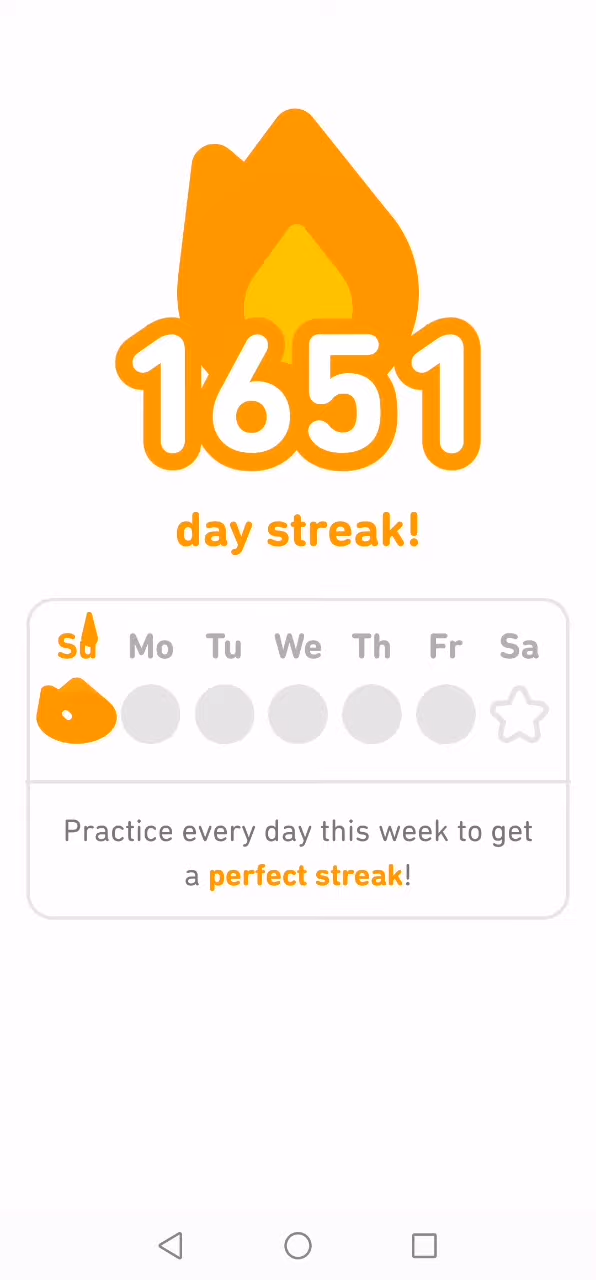 1651
day streak!
Su Mo Tu We Th Fr Sa
Practice every day this week to get
a perfect streak!